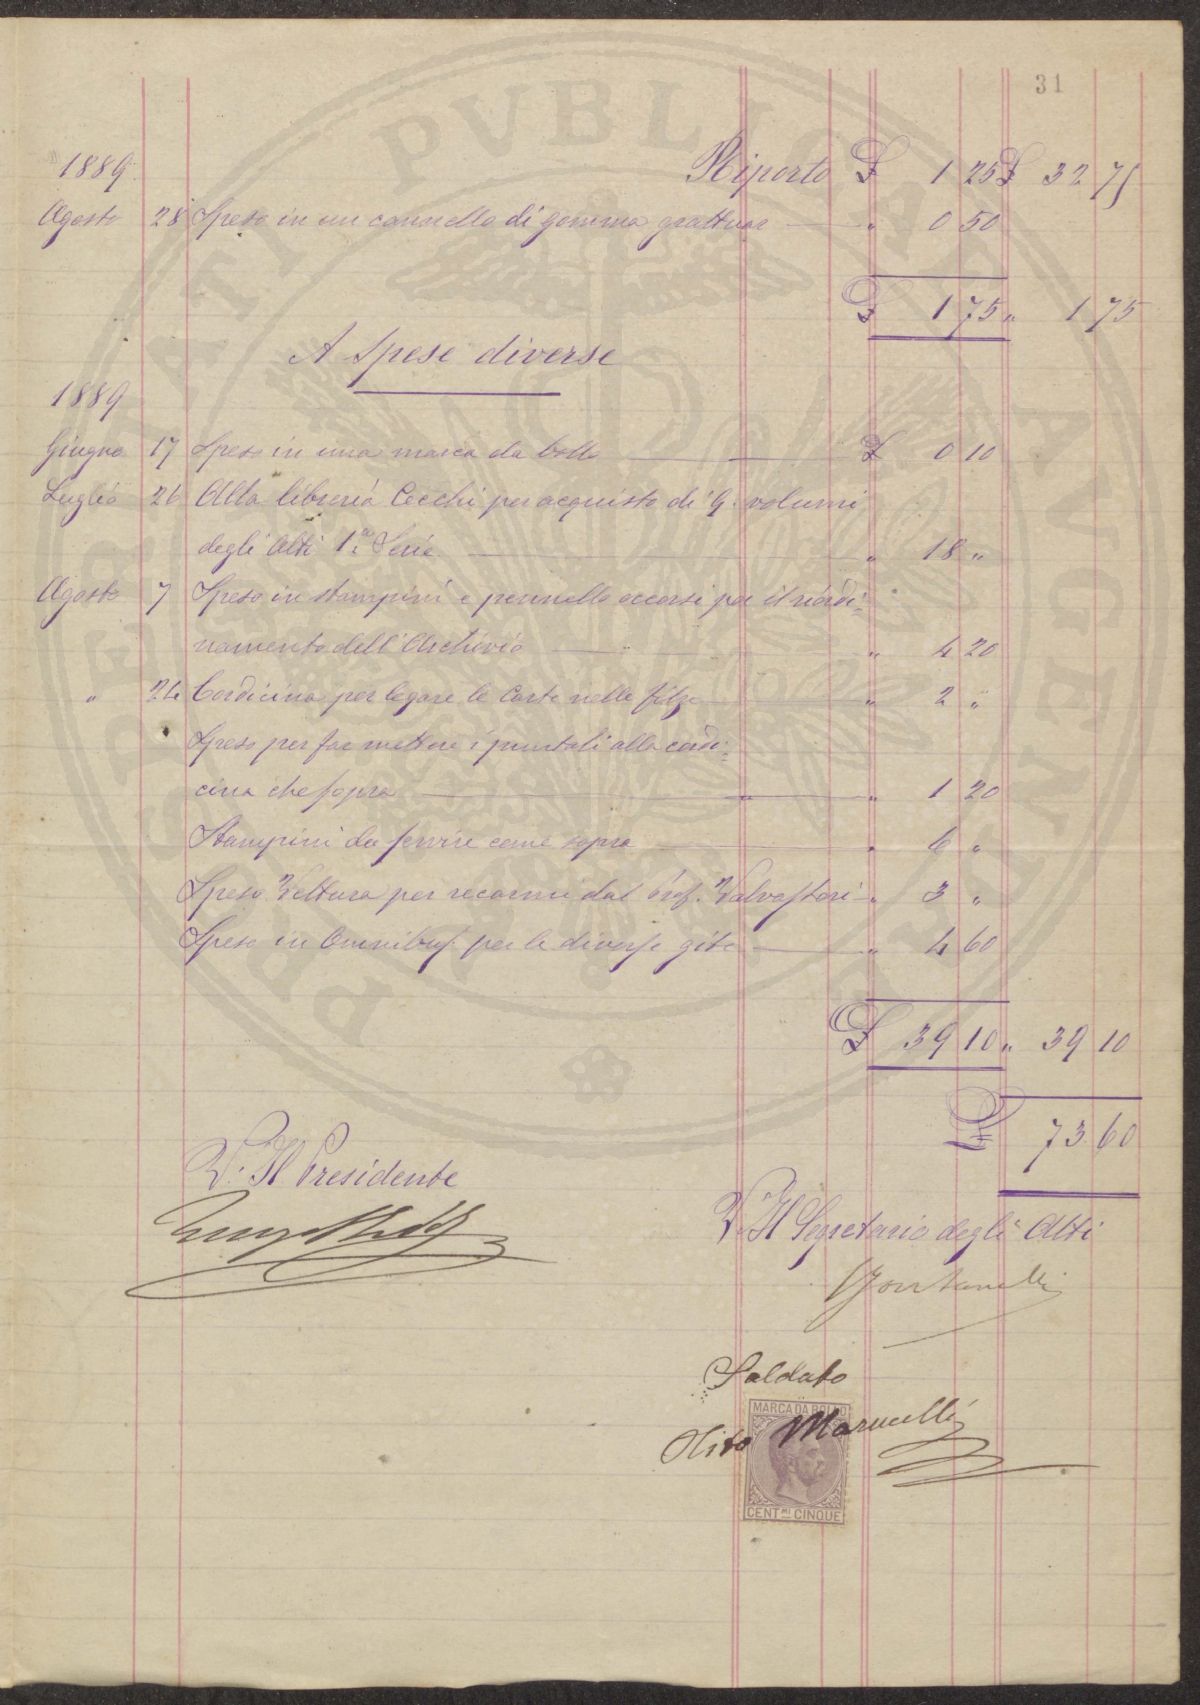 31
1889. Riporto £ 1 25 £ 32 75
Agosto 28 Speso in un cannello di gomma " 0 50
£ 1 75 " 1 75
A Spese diverse
1889
Giugno 17 Speso in una marca da bollo £ 0 10
Luglio 26 Alla libreria Cecchi per acquisto di 9. volumi
degli Atti 1.a Serie " 18 "
Agosto 7 Speso in stampini e pennello occorsi per il riordi=
namento dell'Archivio " 4 20
" 24 Cordicina per legare le Carte nelle filze " 2 "
Speso per far mettere i puntali alla cordi=
cina che sopra " 1 20
Stampini da servire come sopra " 6 "
Speso Vettura per recarmi dal Prof. " 3 "
Speso in Omnibus per le diverse gite " 4 60
£ 39 10 " 39 10
£ 73 60
V. Il Presidente
V. Il Segretario degli Atti
Fontanelli
Saldato
MARCA DA BOLLO
Marucelli
CENT.MI CINQUE
PUBLICAE